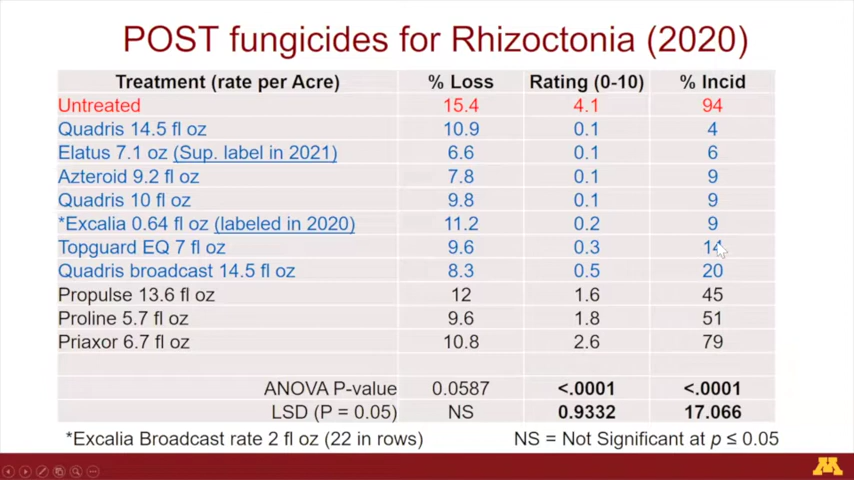 POST fungicides for Rhizoctonia (2020)
Treatment (rate per Acre) % Loss Rating (0-10) % Incid
Untreated 15.4 4.1 94
Quadris 14.5 fl oz 10.9 0.1 4
Elatus 7.1 oz (Sup. label in 2021) 6.6 0.1 6
Azteroid 9.2 fl oz 7.8 0.1 9
Quadris 10 fl oz 9.8 0.1 9
*Excalia 0.64 fl oz (labeled in 2020) 11.2 0.2 9
Topguard EQ 7 fl oz 9.6 0.3 14
Quadris broadcast 14.5 fl oz 8.3 0.5 20
Propulse 13.6 fl oz 12 1.6 45
Proline 5.7 fl oz 9.6 1.8 51
Priaxor 6.7 fl oz 10.8 2.6 79
ANOVA P-value 0.0587 <.0001 <.0001
LSD (P = 0.05) NS 0.9332 17.066
*Excalia Broadcast rate 2 fl oz (22 in rows) NS = Not Significant at p ≤ 0.05
M